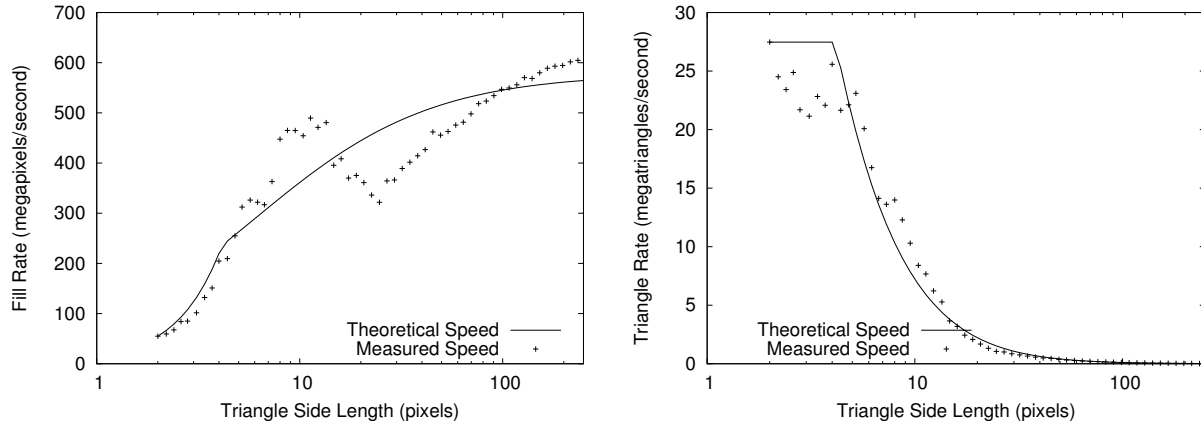 700
600
500
400
300
200
100
0
Fill Rate (megapixels/second)
1
10
100
Triangle Side Length (pixels)
Theoretical Speed
Measured Speed
30
25
20
15
10
5
0
Triangle Rate (megatriangles/second)
1
10
100
Triangle Side Length (pixels)
Theoretical Speed
Measured Speed